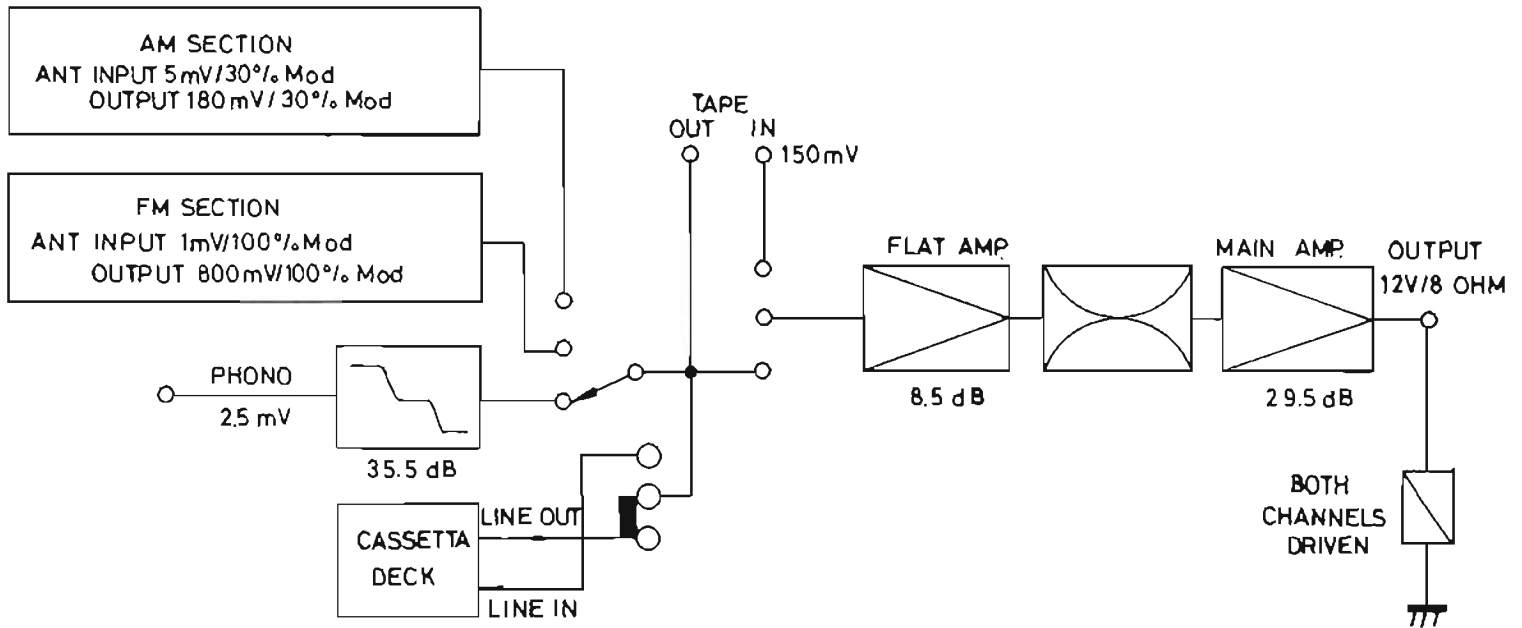 AM SECTION
ANT INPUT 5mV/30% Mod
OUTPUT 180mV/30% Mod
FM SECTION
ANT INPUT 1mV/100% Mod
OUTPUT 800mV/100% Mod
PHONO
2.5 mV
35.5 dB
CASSETTA
DECK
LINE OUT
LINE IN
TAPE
OUT IN
150mV
FLAT AMP.
8.5 dB
MAIN AMP.
29.5 dB
OUTPUT
12V/8 OHM
BOTH
CHANNELS
DRIVEN